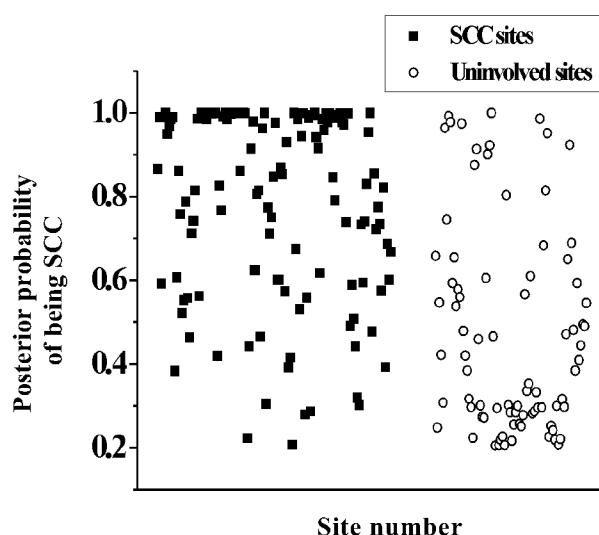 SCC sites
Uninvolved sites
1.0
0.8
0.6
0.4
0.2
Posterior probability
of being SCC
Site number